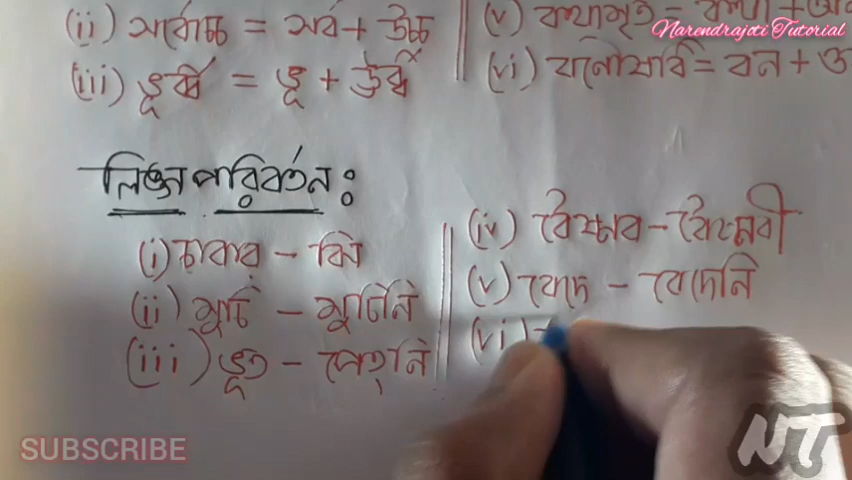 (ii) সর্বোচ্চ = সর্ব + উচ্চ
(iii) ভূর্ধ্ব = ভূ + ঊর্ধ্ব
(v) কথামৃত = কথা +
(vi) বনৌষধি = বন + ও
Narendrajoti Tutorial
লিঙ্গ পরিবর্তন :
(i) চাকর - ঝি
(ii) মুচি - মুচিনি
(iii) ভূত - পেত্নি
(iv) বৈষ্ণব - বৈষ্ণবী
(v) বেদে - বেদেনি
(vi)
SUBSCRIBE
NT